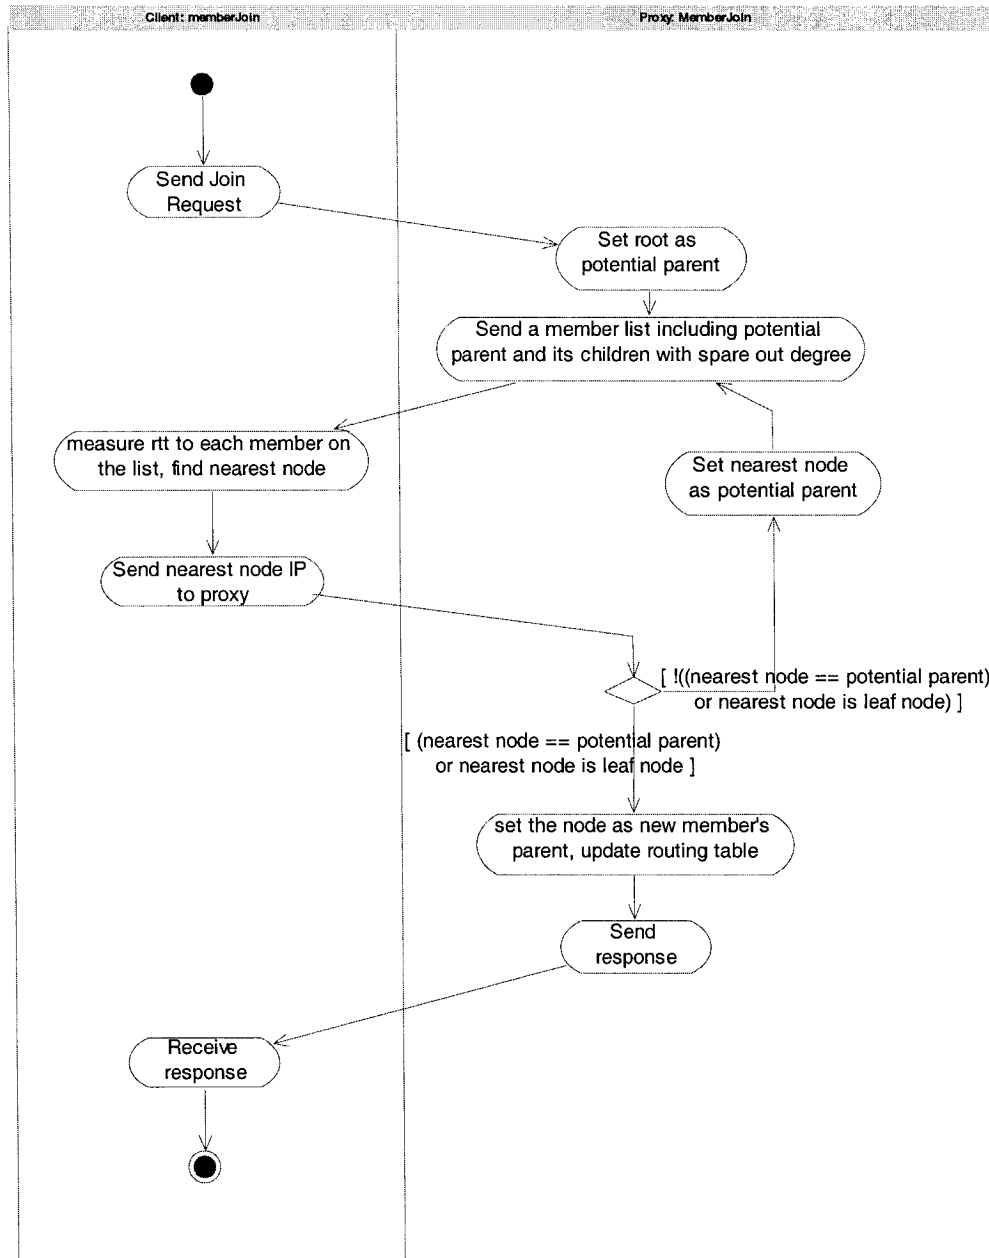 Client: memberJoin
Proxy: MemberJoin
Send Join
Request
Set root as
potential parent
Send a member list including potential
parent and its children with spare out degree
measure rtt to each member on
the list, find nearest node
Set nearest node
as potential parent
Send nearest node IP
to proxy
[ !((nearest node == potential parent)
or nearest node is leaf node) ]
[ (nearest node == potential parent)
or nearest node is leaf node ]
set the node as new member's
parent, update routing table
Send
response
Receive
response